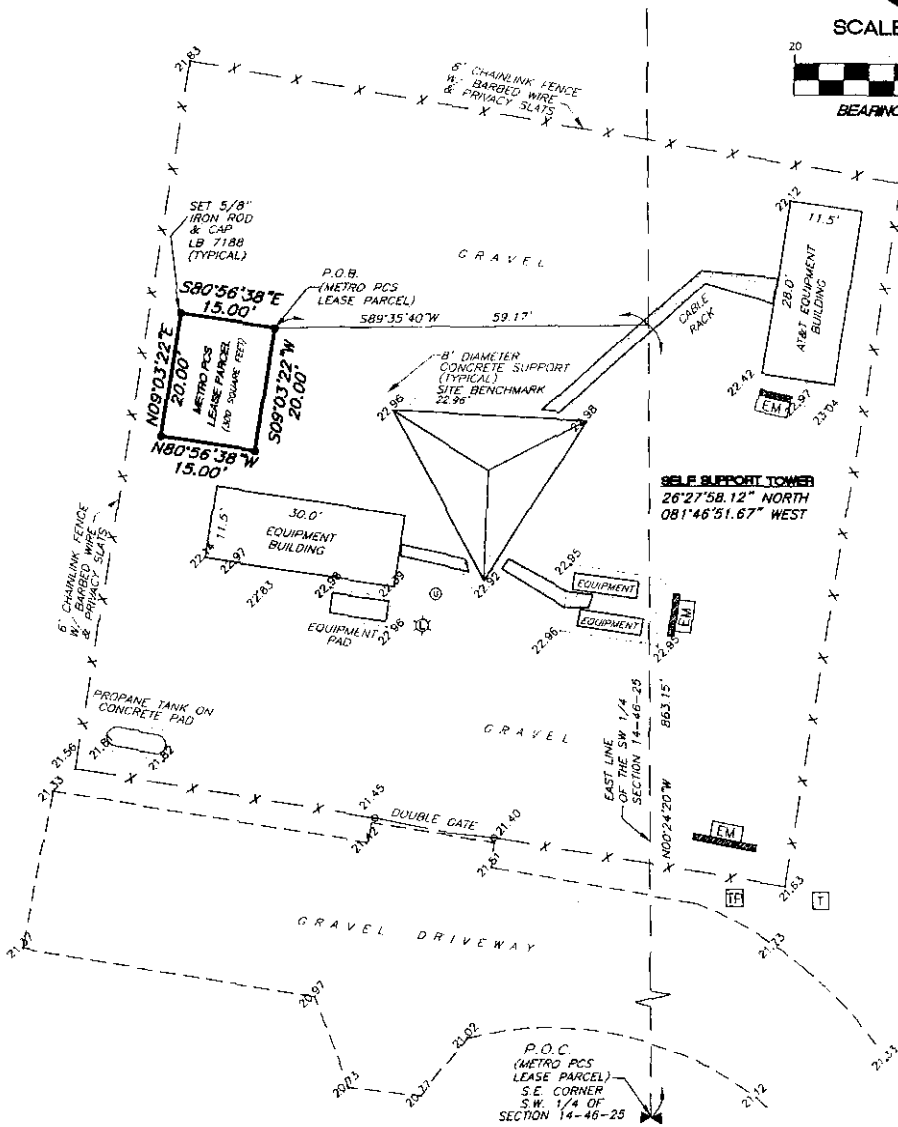 SCALE
20
BEARING
21.83
6' CHAINLINK FENCE
W/ BARBED WIRE
& PRIVACY SLATS
SET 5/8"
IRON ROD
& CAP
LB 7188
(TYPICAL)
P.O.B.
(METRO PCS
LEASE PARCEL)
GRAVEL
22.12
11.5'
28.0'
AT&T EQUIPMENT
BUILDING
CABLE
RACK
S80°56'38"E
15.00'
S89°35'40"W 59.17'
N09°03'22"E
20.00'
METRO PCS
LEASE PARCEL
(300 SQUARE FEET)
S09°03'22"W
20.00'
N80°56'38"W
15.00'
8' DIAMETER
CONCRETE SUPPORT
(TYPICAL)
SITE BENCHMARK
22.96
22.96
22.98
22.42
EM
22.97
23.04
SELF SUPPORT TOWER
26°27'58.12" NORTH
081°46'51.67" WEST
11.5'
30.0'
EQUIPMENT
BUILDING
22.97
22.83
22.98
22.92
22.95
EQUIPMENT
EQUIPMENT
EM
22.96
22.95
EQUIPMENT
PAD
22.96
6' CHAINLINK FENCE
W/ BARBED WIRE
& PRIVACY SLATS
PROPANE TANK ON
CONCRETE PAD
21.56
21.61
21.62
GRAVEL
EAST LINE
OF THE SW 1/4
SECTION 14-46-25
N00°24'20"W 863.15'
21.33
21.45
21.42
DOUBLE GATE
21.40
21.51
EM
21.63
T
GRAVEL DRIVEWAY
21.73
20.97
21.02
20.73
20.77
21.33
21.12
P.O.C.
(METRO PCS
LEASE PARCEL)
S.E. CORNER
S.W. 1/4 OF
SECTION 14-46-25